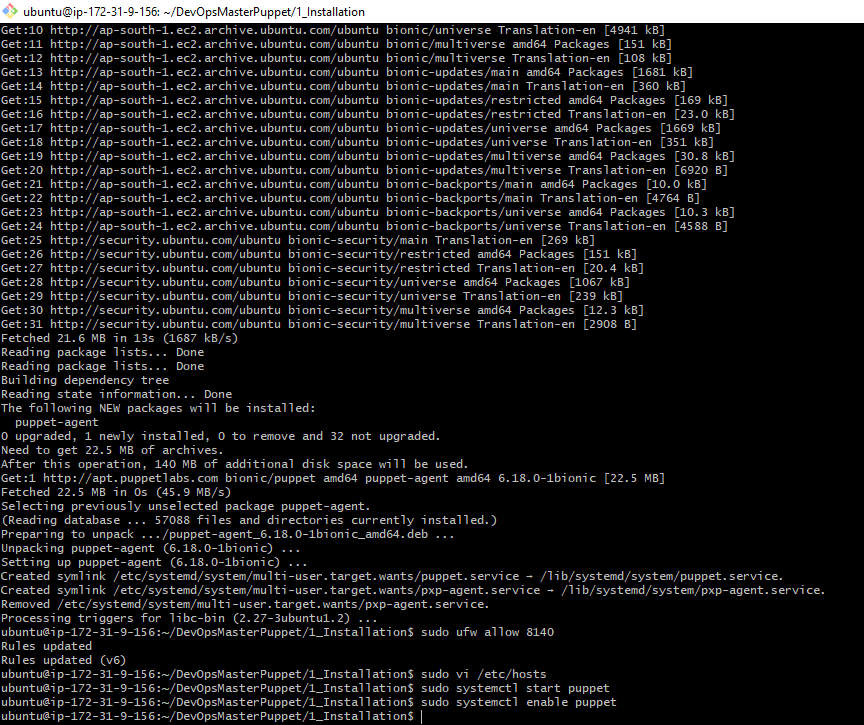 ubuntu@ip-172-31-9-156: ~/DevOpsMasterPuppet/1_Installation
Get:10 http://ap-south-1.ec2.archive.ubuntu.com/ubuntu bionic/universe Translation-en [4941 kB]
Get:11 http://ap-south-1.ec2.archive.ubuntu.com/ubuntu bionic/multiverse amd64 Packages [151 kB]
Get:12 http://ap-south-1.ec2.archive.ubuntu.com/ubuntu bionic/multiverse Translation-en [108 kB]
Get:13 http://ap-south-1.ec2.archive.ubuntu.com/ubuntu bionic-updates/main amd64 Packages [1681 kB]
Get:14 http://ap-south-1.ec2.archive.ubuntu.com/ubuntu bionic-updates/main Translation-en [360 kB]
Get:15 http://ap-south-1.ec2.archive.ubuntu.com/ubuntu bionic-updates/restricted amd64 Packages [169 kB]
Get:16 http://ap-south-1.ec2.archive.ubuntu.com/ubuntu bionic-updates/restricted Translation-en [23.0 kB]
Get:17 http://ap-south-1.ec2.archive.ubuntu.com/ubuntu bionic-updates/universe amd64 Packages [1669 kB]
Get:18 http://ap-south-1.ec2.archive.ubuntu.com/ubuntu bionic-updates/universe Translation-en [351 kB]
Get:19 http://ap-south-1.ec2.archive.ubuntu.com/ubuntu bionic-updates/multiverse amd64 Packages [30.8 kB]
Get:20 http://ap-south-1.ec2.archive.ubuntu.com/ubuntu bionic-updates/multiverse Translation-en [6920 B]
Get:21 http://ap-south-1.ec2.archive.ubuntu.com/ubuntu bionic-backports/main amd64 Packages [10.0 kB]
Get:22 http://ap-south-1.ec2.archive.ubuntu.com/ubuntu bionic-backports/main Translation-en [4764 B]
Get:23 http://ap-south-1.ec2.archive.ubuntu.com/ubuntu bionic-backports/universe amd64 Packages [10.3 kB]
Get:24 http://ap-south-1.ec2.archive.ubuntu.com/ubuntu bionic-backports/universe Translation-en [4588 B]
Get:25 http://security.ubuntu.com/ubuntu bionic-security/main Translation-en [269 kB]
Get:26 http://security.ubuntu.com/ubuntu bionic-security/restricted amd64 Packages [151 kB]
Get:27 http://security.ubuntu.com/ubuntu bionic-security/restricted Translation-en [20.4 kB]
Get:28 http://security.ubuntu.com/ubuntu bionic-security/universe amd64 Packages [1067 kB]
Get:29 http://security.ubuntu.com/ubuntu bionic-security/universe Translation-en [239 kB]
Get:30 http://security.ubuntu.com/ubuntu bionic-security/multiverse amd64 Packages [12.3 kB]
Get:31 http://security.ubuntu.com/ubuntu bionic-security/multiverse Translation-en [2908 B]
Fetched 21.6 MB in 13s (1687 kB/s)
Reading package lists... Done
Reading package lists... Done
Building dependency tree
Reading state information... Done
The following NEW packages will be installed:
  puppet-agent
0 upgraded, 1 newly installed, 0 to remove and 32 not upgraded.
Need to get 22.5 MB of archives.
After this operation, 140 MB of additional disk space will be used.
Get:1 http://apt.puppetlabs.com bionic/puppet amd64 puppet-agent amd64 6.18.0-1bionic [22.5 MB]
Fetched 22.5 MB in 0s (45.9 MB/s)
Selecting previously unselected package puppet-agent.
(Reading database ... 57088 files and directories currently installed.)
Preparing to unpack .../puppet-agent_6.18.0-1bionic_amd64.deb ...
Unpacking puppet-agent (6.18.0-1bionic) ...
Setting up puppet-agent (6.18.0-1bionic) ...
Created symlink /etc/systemd/system/multi-user.target.wants/puppet.service → /lib/systemd/system/puppet.service.
Created symlink /etc/systemd/system/multi-user.target.wants/pxp-agent.service → /lib/systemd/system/pxp-agent.service.
Removed /etc/systemd/system/multi-user.target.wants/pxp-agent.service.
Processing triggers for libc-bin (2.27-3ubuntu1.2) ...
ubuntu@ip-172-31-9-156:~/DevOpsMasterPuppet/1_Installation$ sudo ufw allow 8140
Rules updated
Rules updated (v6)
ubuntu@ip-172-31-9-156:~/DevOpsMasterPuppet/1_Installation$ sudo vi /etc/hosts
ubuntu@ip-172-31-9-156:~/DevOpsMasterPuppet/1_Installation$ sudo systemctl start puppet
ubuntu@ip-172-31-9-156:~/DevOpsMasterPuppet/1_Installation$ sudo systemctl enable puppet
ubuntu@ip-172-31-9-156:~/DevOpsMasterPuppet/1_Installation$